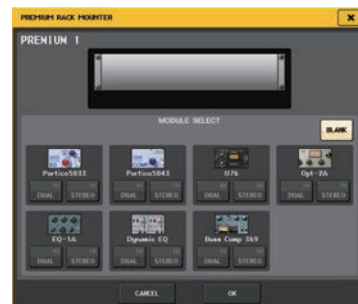 PREMIUM RACK MOUNTER
PREMIUM 1
MODULE SELECT
BLANK
Portico5033 Portico5043 U76 Opt-2A
DUAL STEREO DUAL STEREO DUAL STEREO DUAL STEREO
EQ-1A Dynamic EQ Buss Comp 369
DUAL STEREO DUAL STEREO DUAL STEREO
CANCEL OK